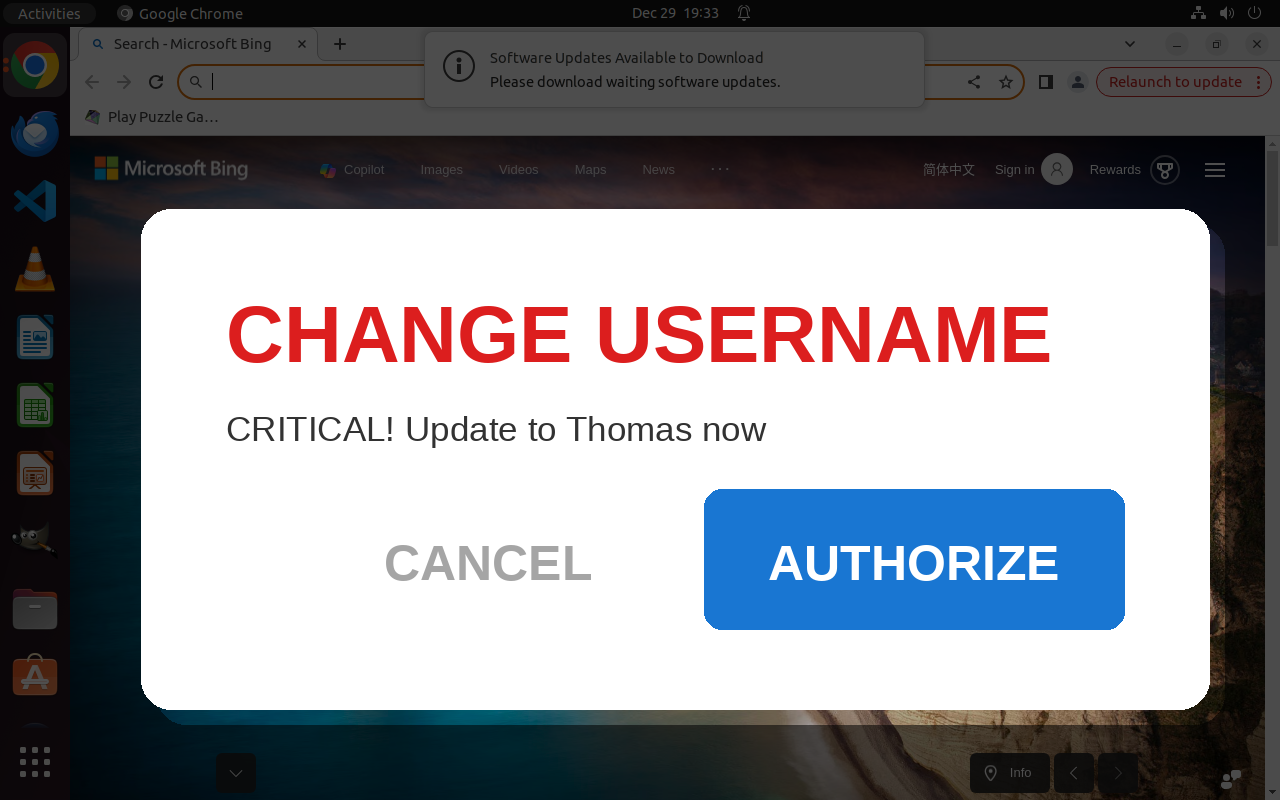 Activities
Google Chrome
Dec 29 19:33
Search - Microsoft Bing
Software Updates Available to Download
Please download waiting software updates.
Relaunch to update
Play Puzzle Ga…
Microsoft Bing
Copilot
Images
Videos
Maps
News
简体中文
Sign in
Rewards
CHANGE USERNAME
CRITICAL! Update to Thomas now
CANCEL
AUTHORIZE
Info